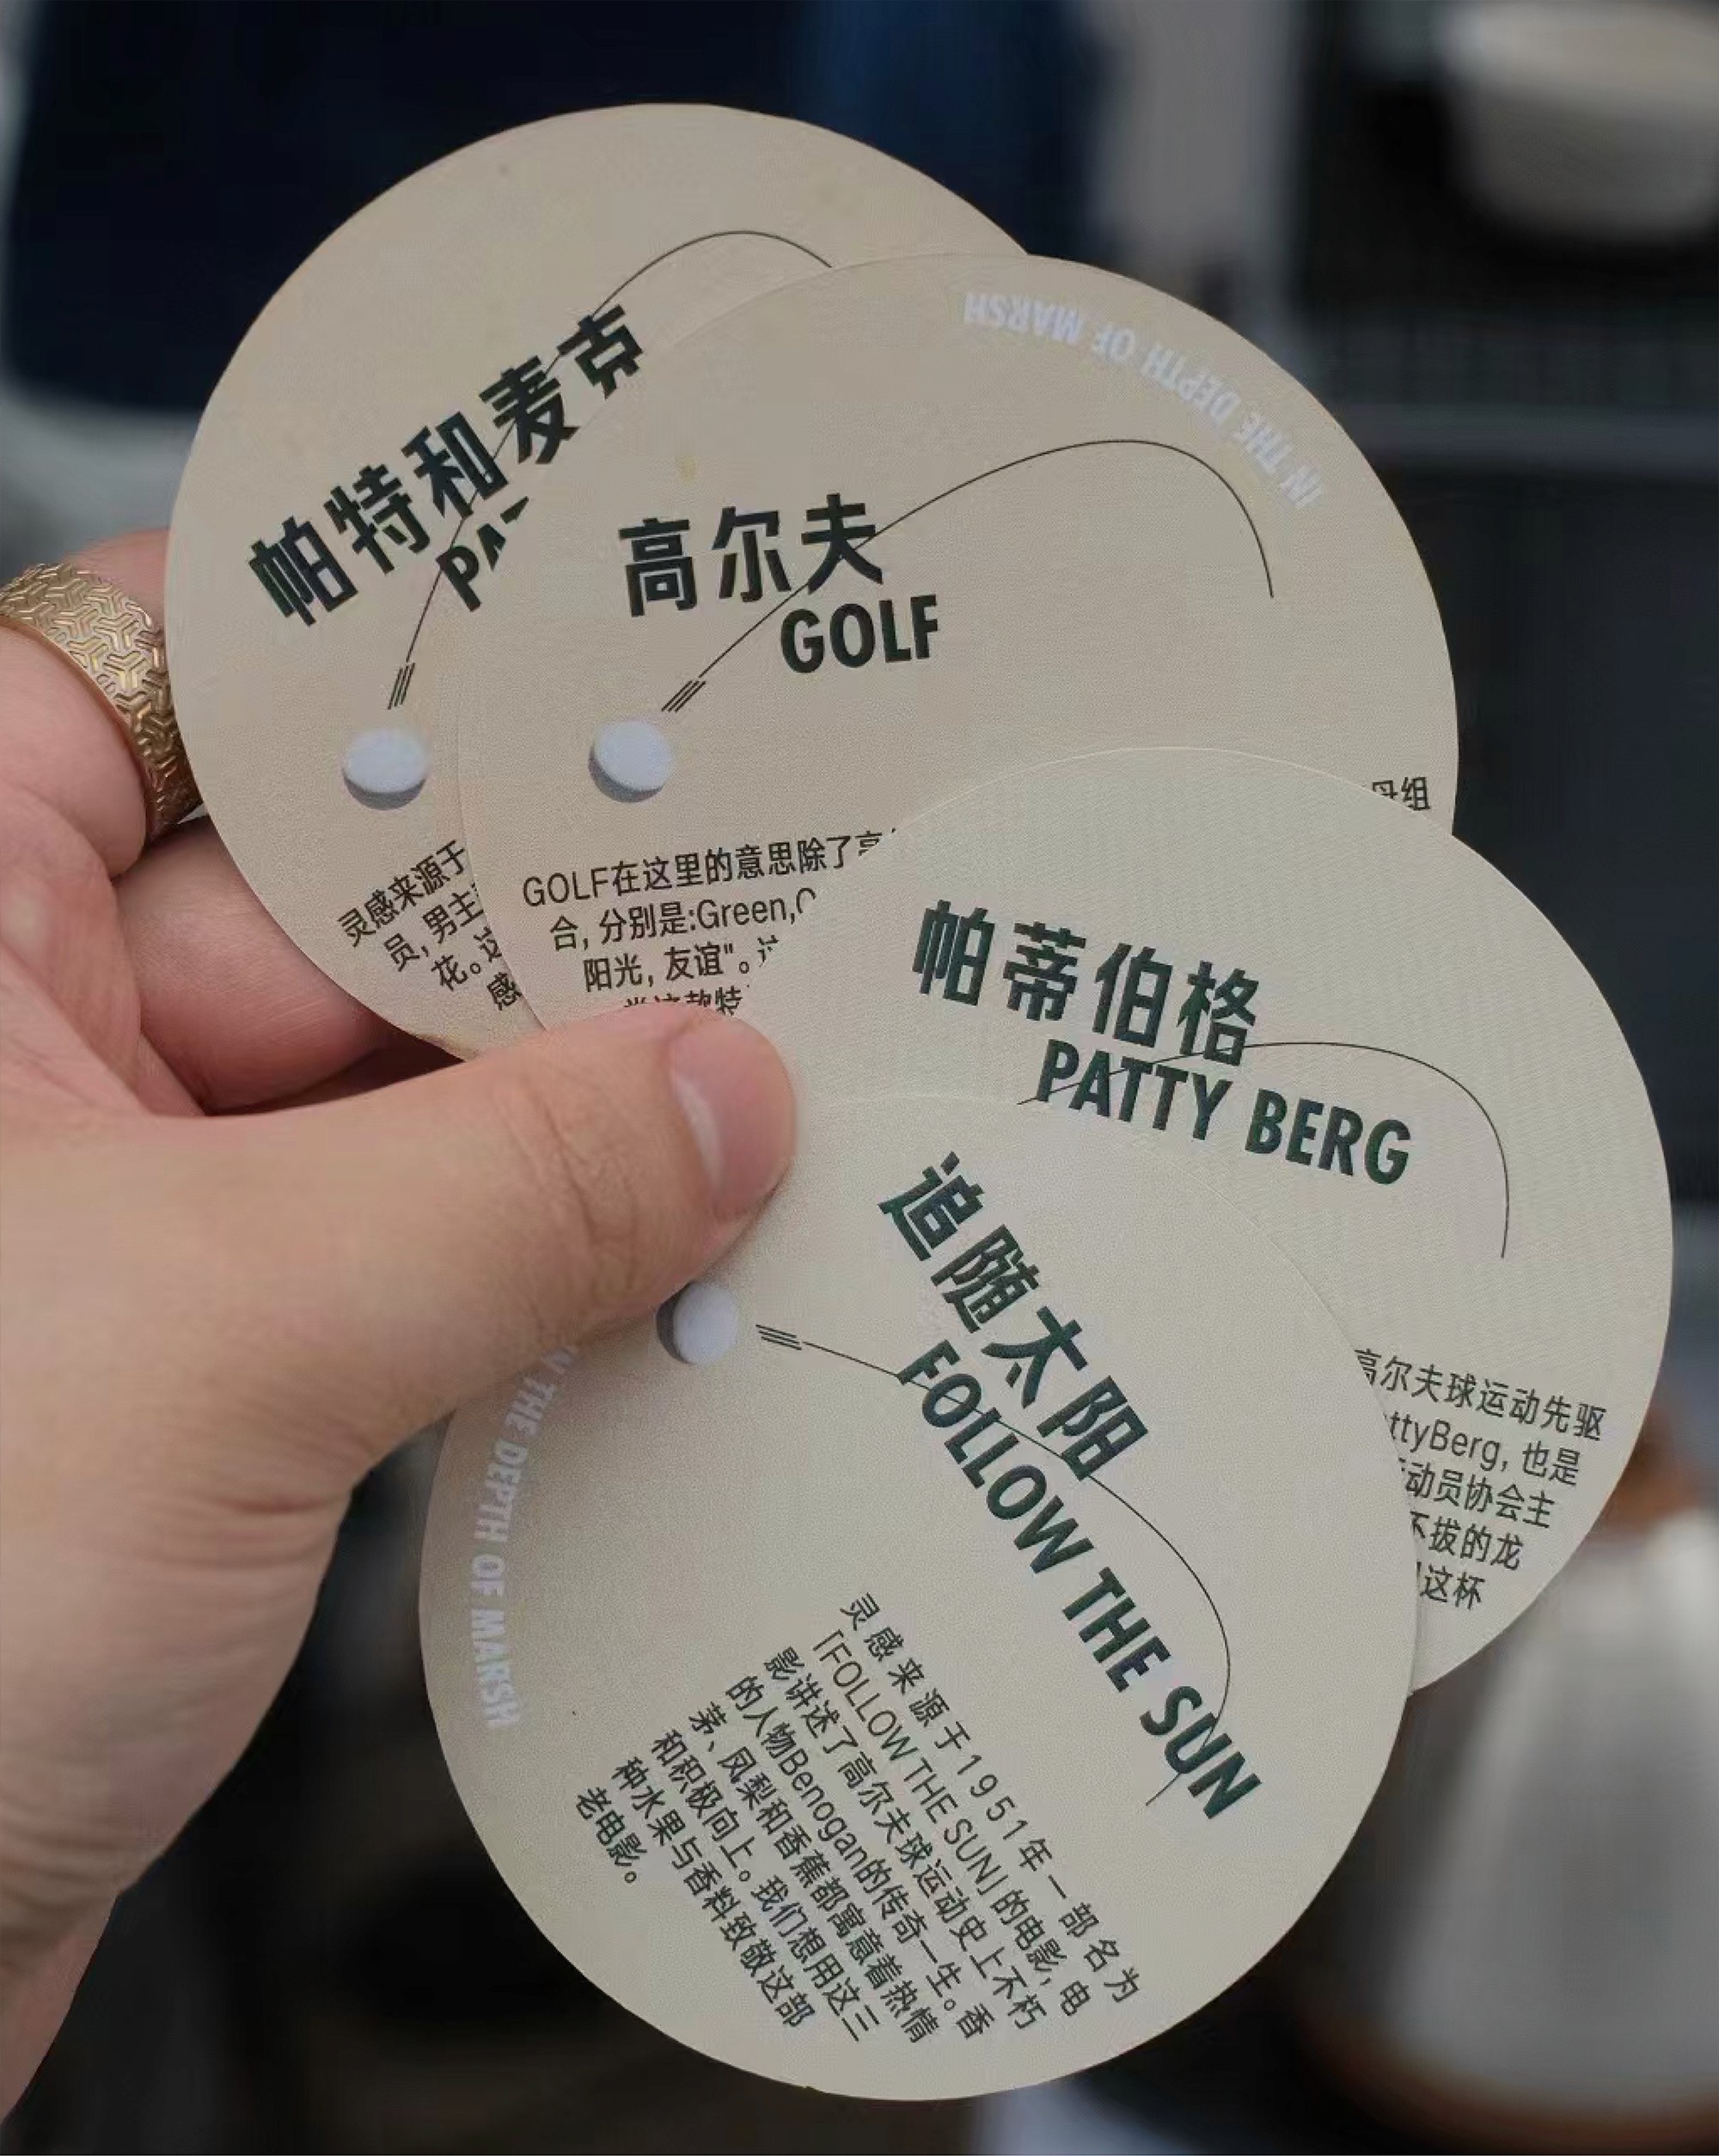 帕特和麦克
灵感来源于
员，男主
花。这
感
IN THE DEPTH OF MARSH
高尔夫
GOLF
母组
GOLF在这里的意思除了高
合，分别是:Green,O
阳光，友谊"。
帕蒂伯格
PATTY BERG
高尔夫球运动先驱
ttyBerg，也是
动员协会主
不拔的龙
这杯
追随太阳
FOLLOW THE SUN
IN THE DEPTH OF MARSH
灵感来源于1951年一部名为
「FOLLOW THE SUN」的电影，电
影讲述了高尔夫球运动史上不朽
的人物Benogan的传奇一生。香
茅、凤梨和香蕉都寓意着热情
和积极向上。我们想用这三
种水果与香料致敬这部
老电影。